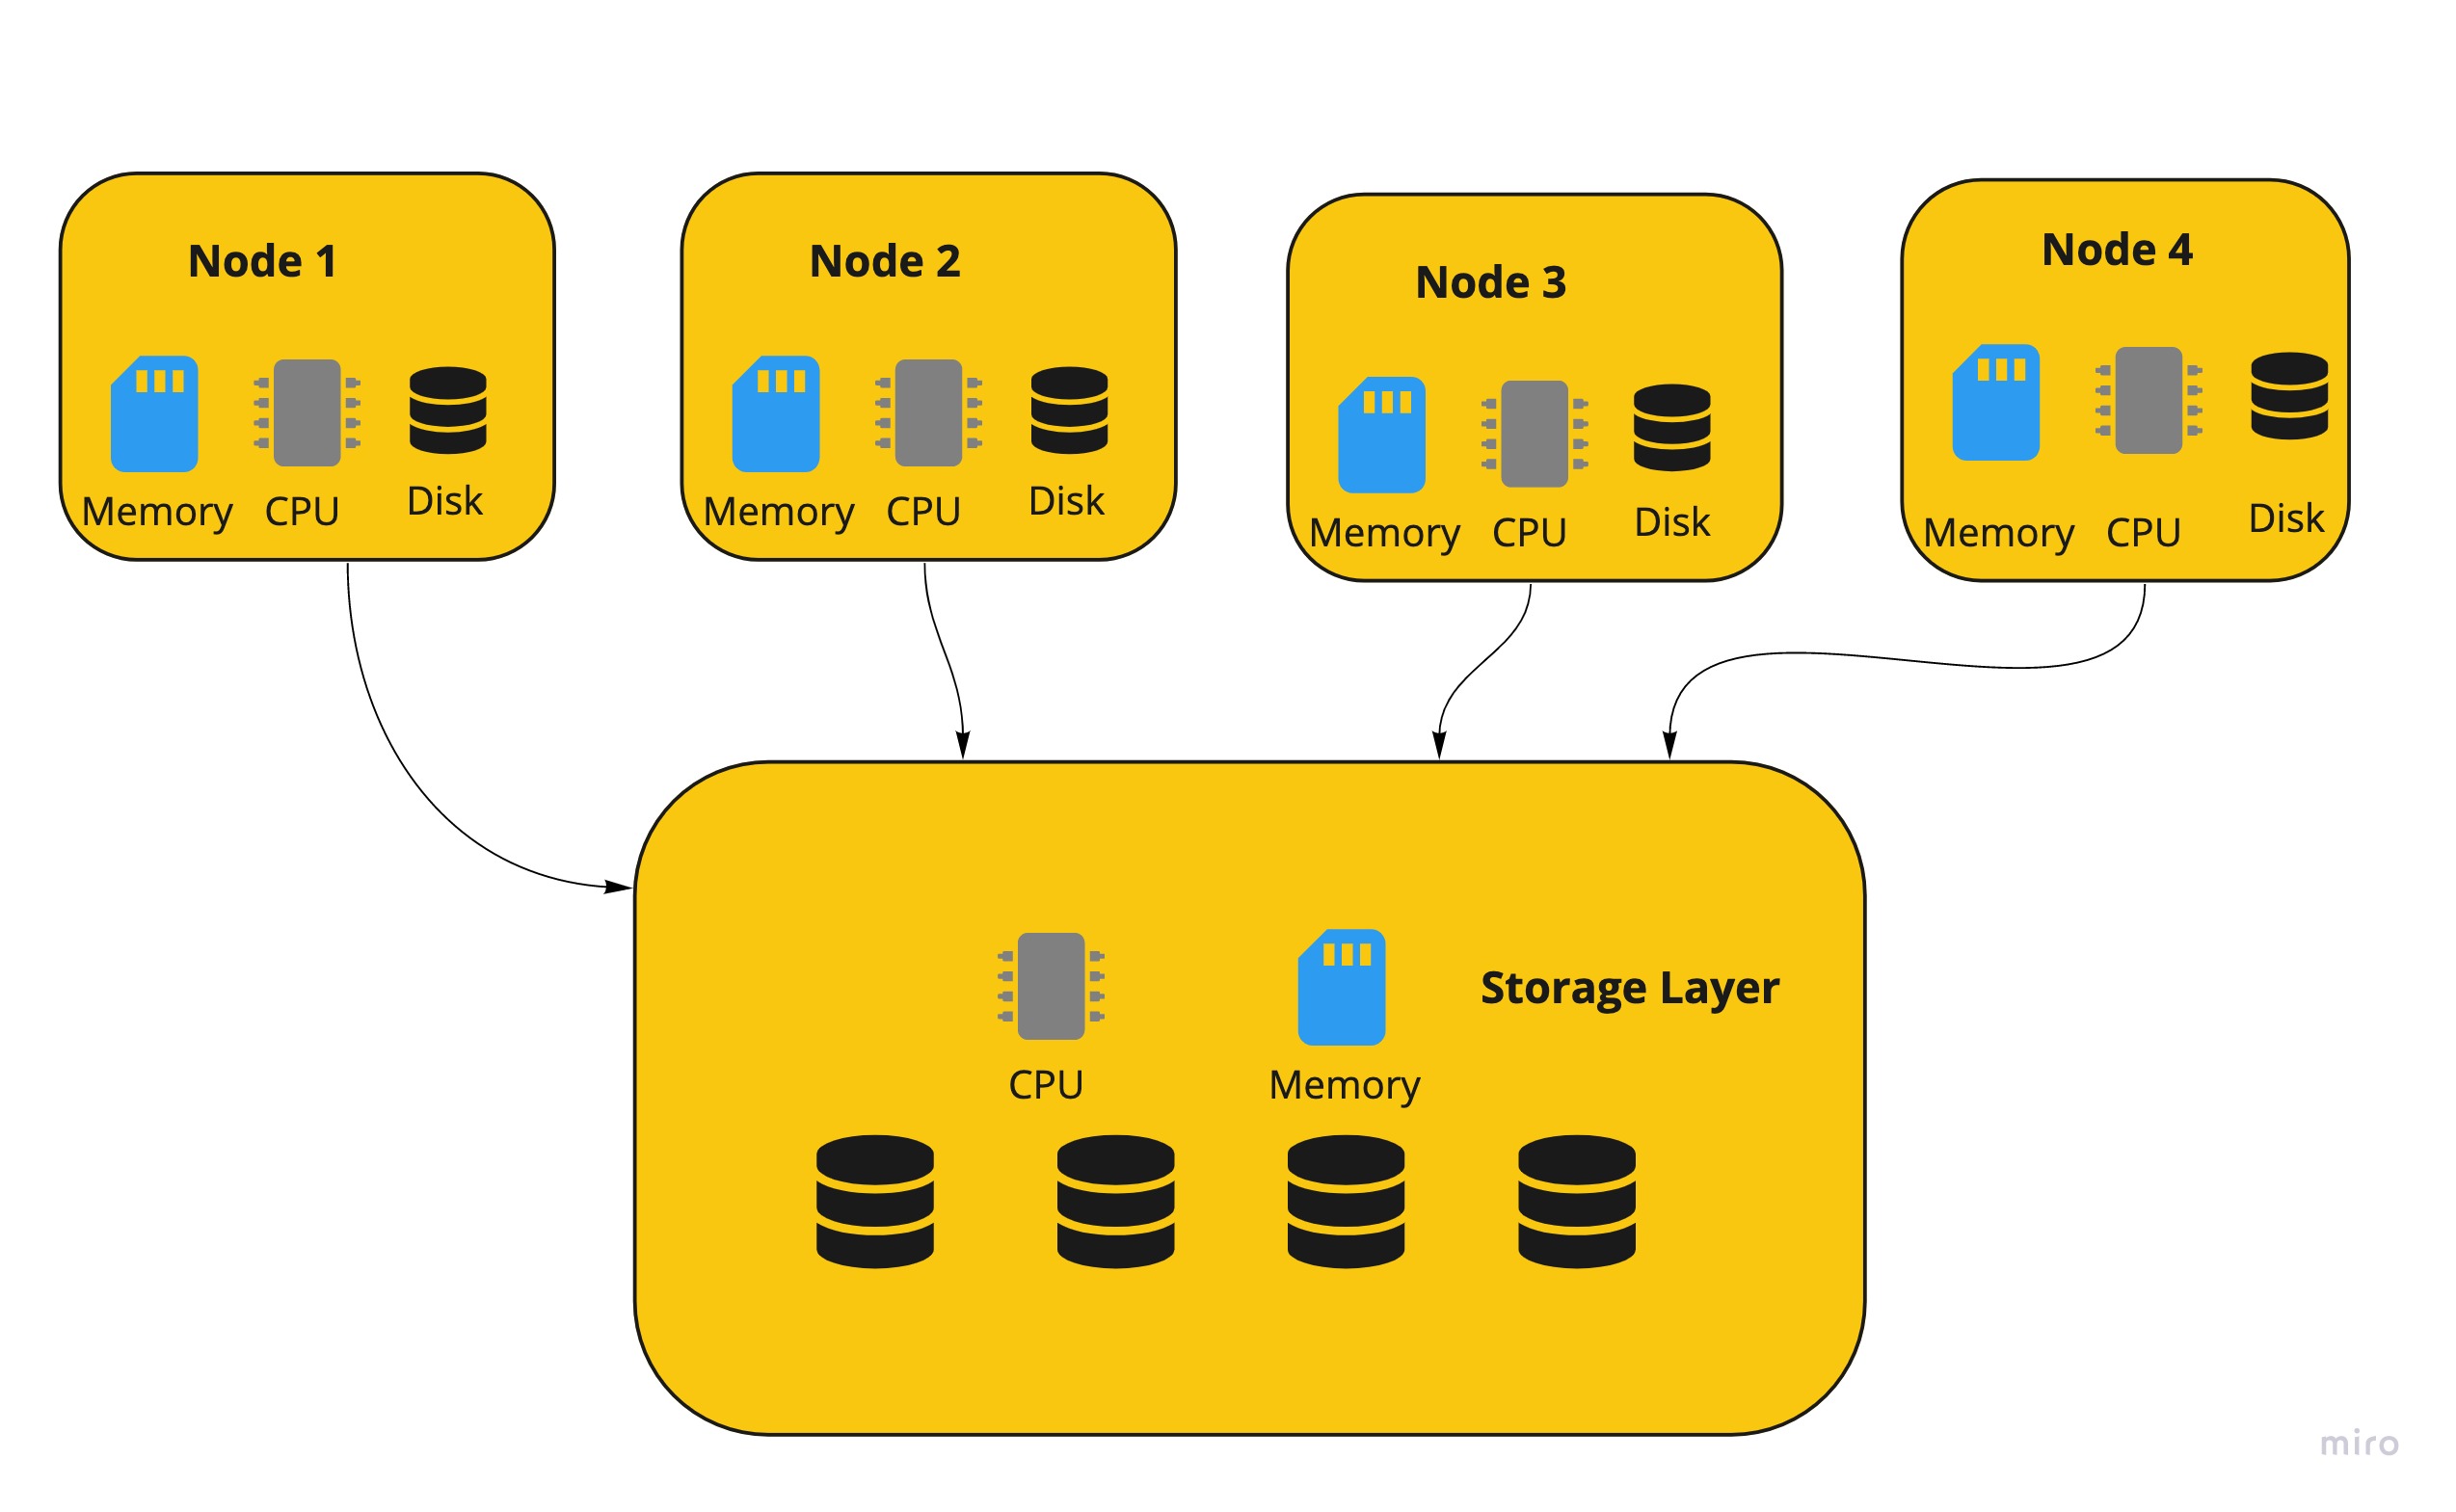 Node 1
Node 2
Node 3
Node 4
Memory CPU Disk
Memory CPU Disk
Memory CPU Disk
Memory CPU Disk
Storage Layer
CPU
Memory
miro